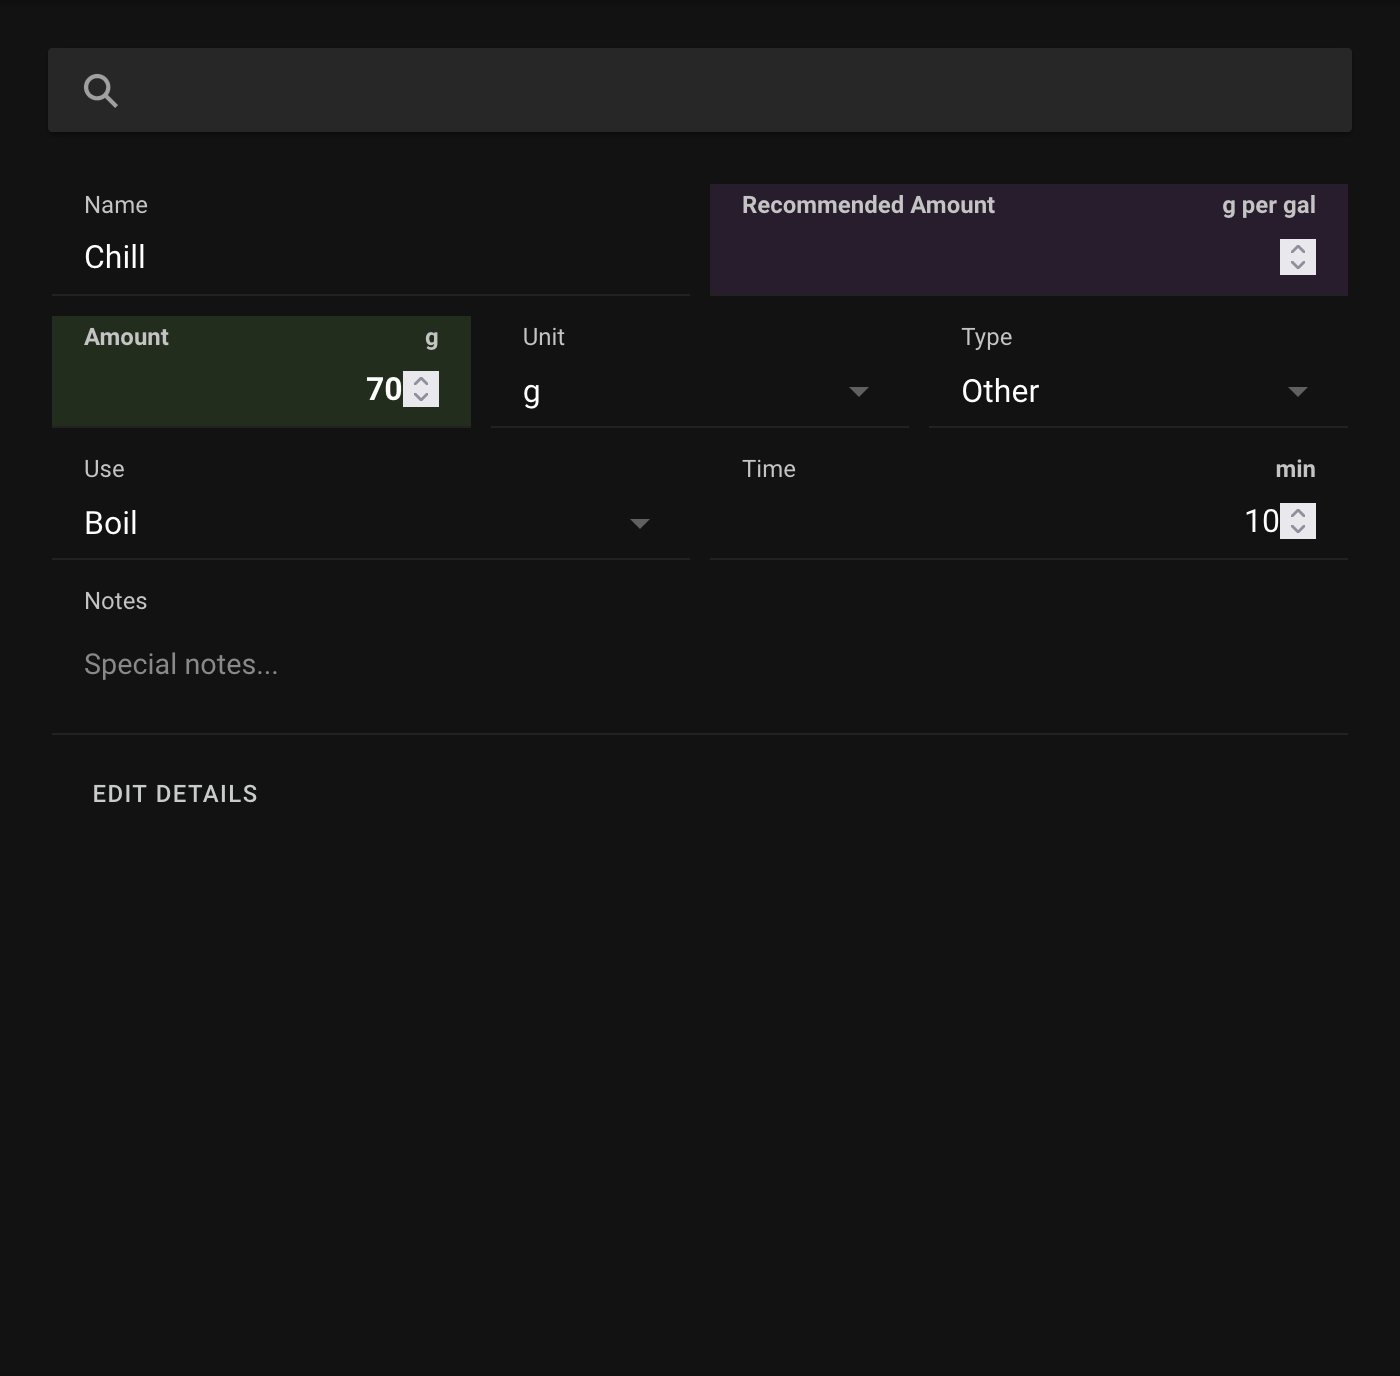 Name
Chill
Recommended Amount g per gal
Amount g
70
Unit
g
Type
Other
Use
Boil
Time min
10
Notes
Special notes...
EDIT DETAILS